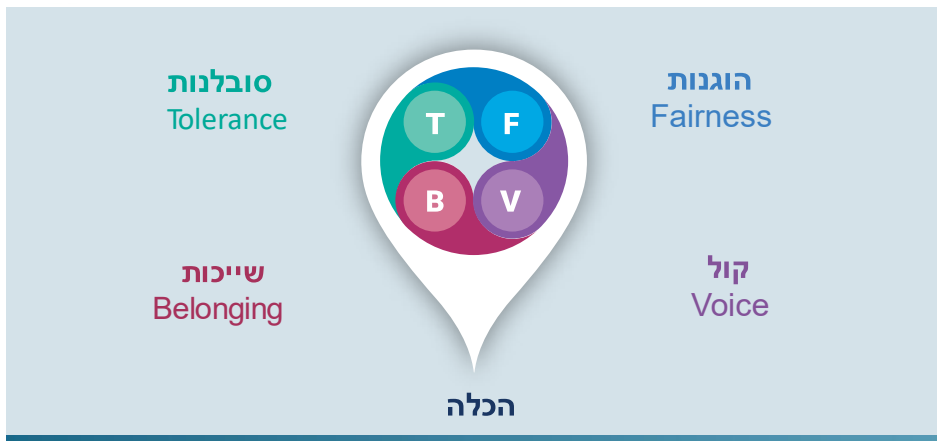 סובלנות
Tolerance
הוגנות
Fairness
T
F
B
V
שייכות
Belonging
קול
Voice
הכלה